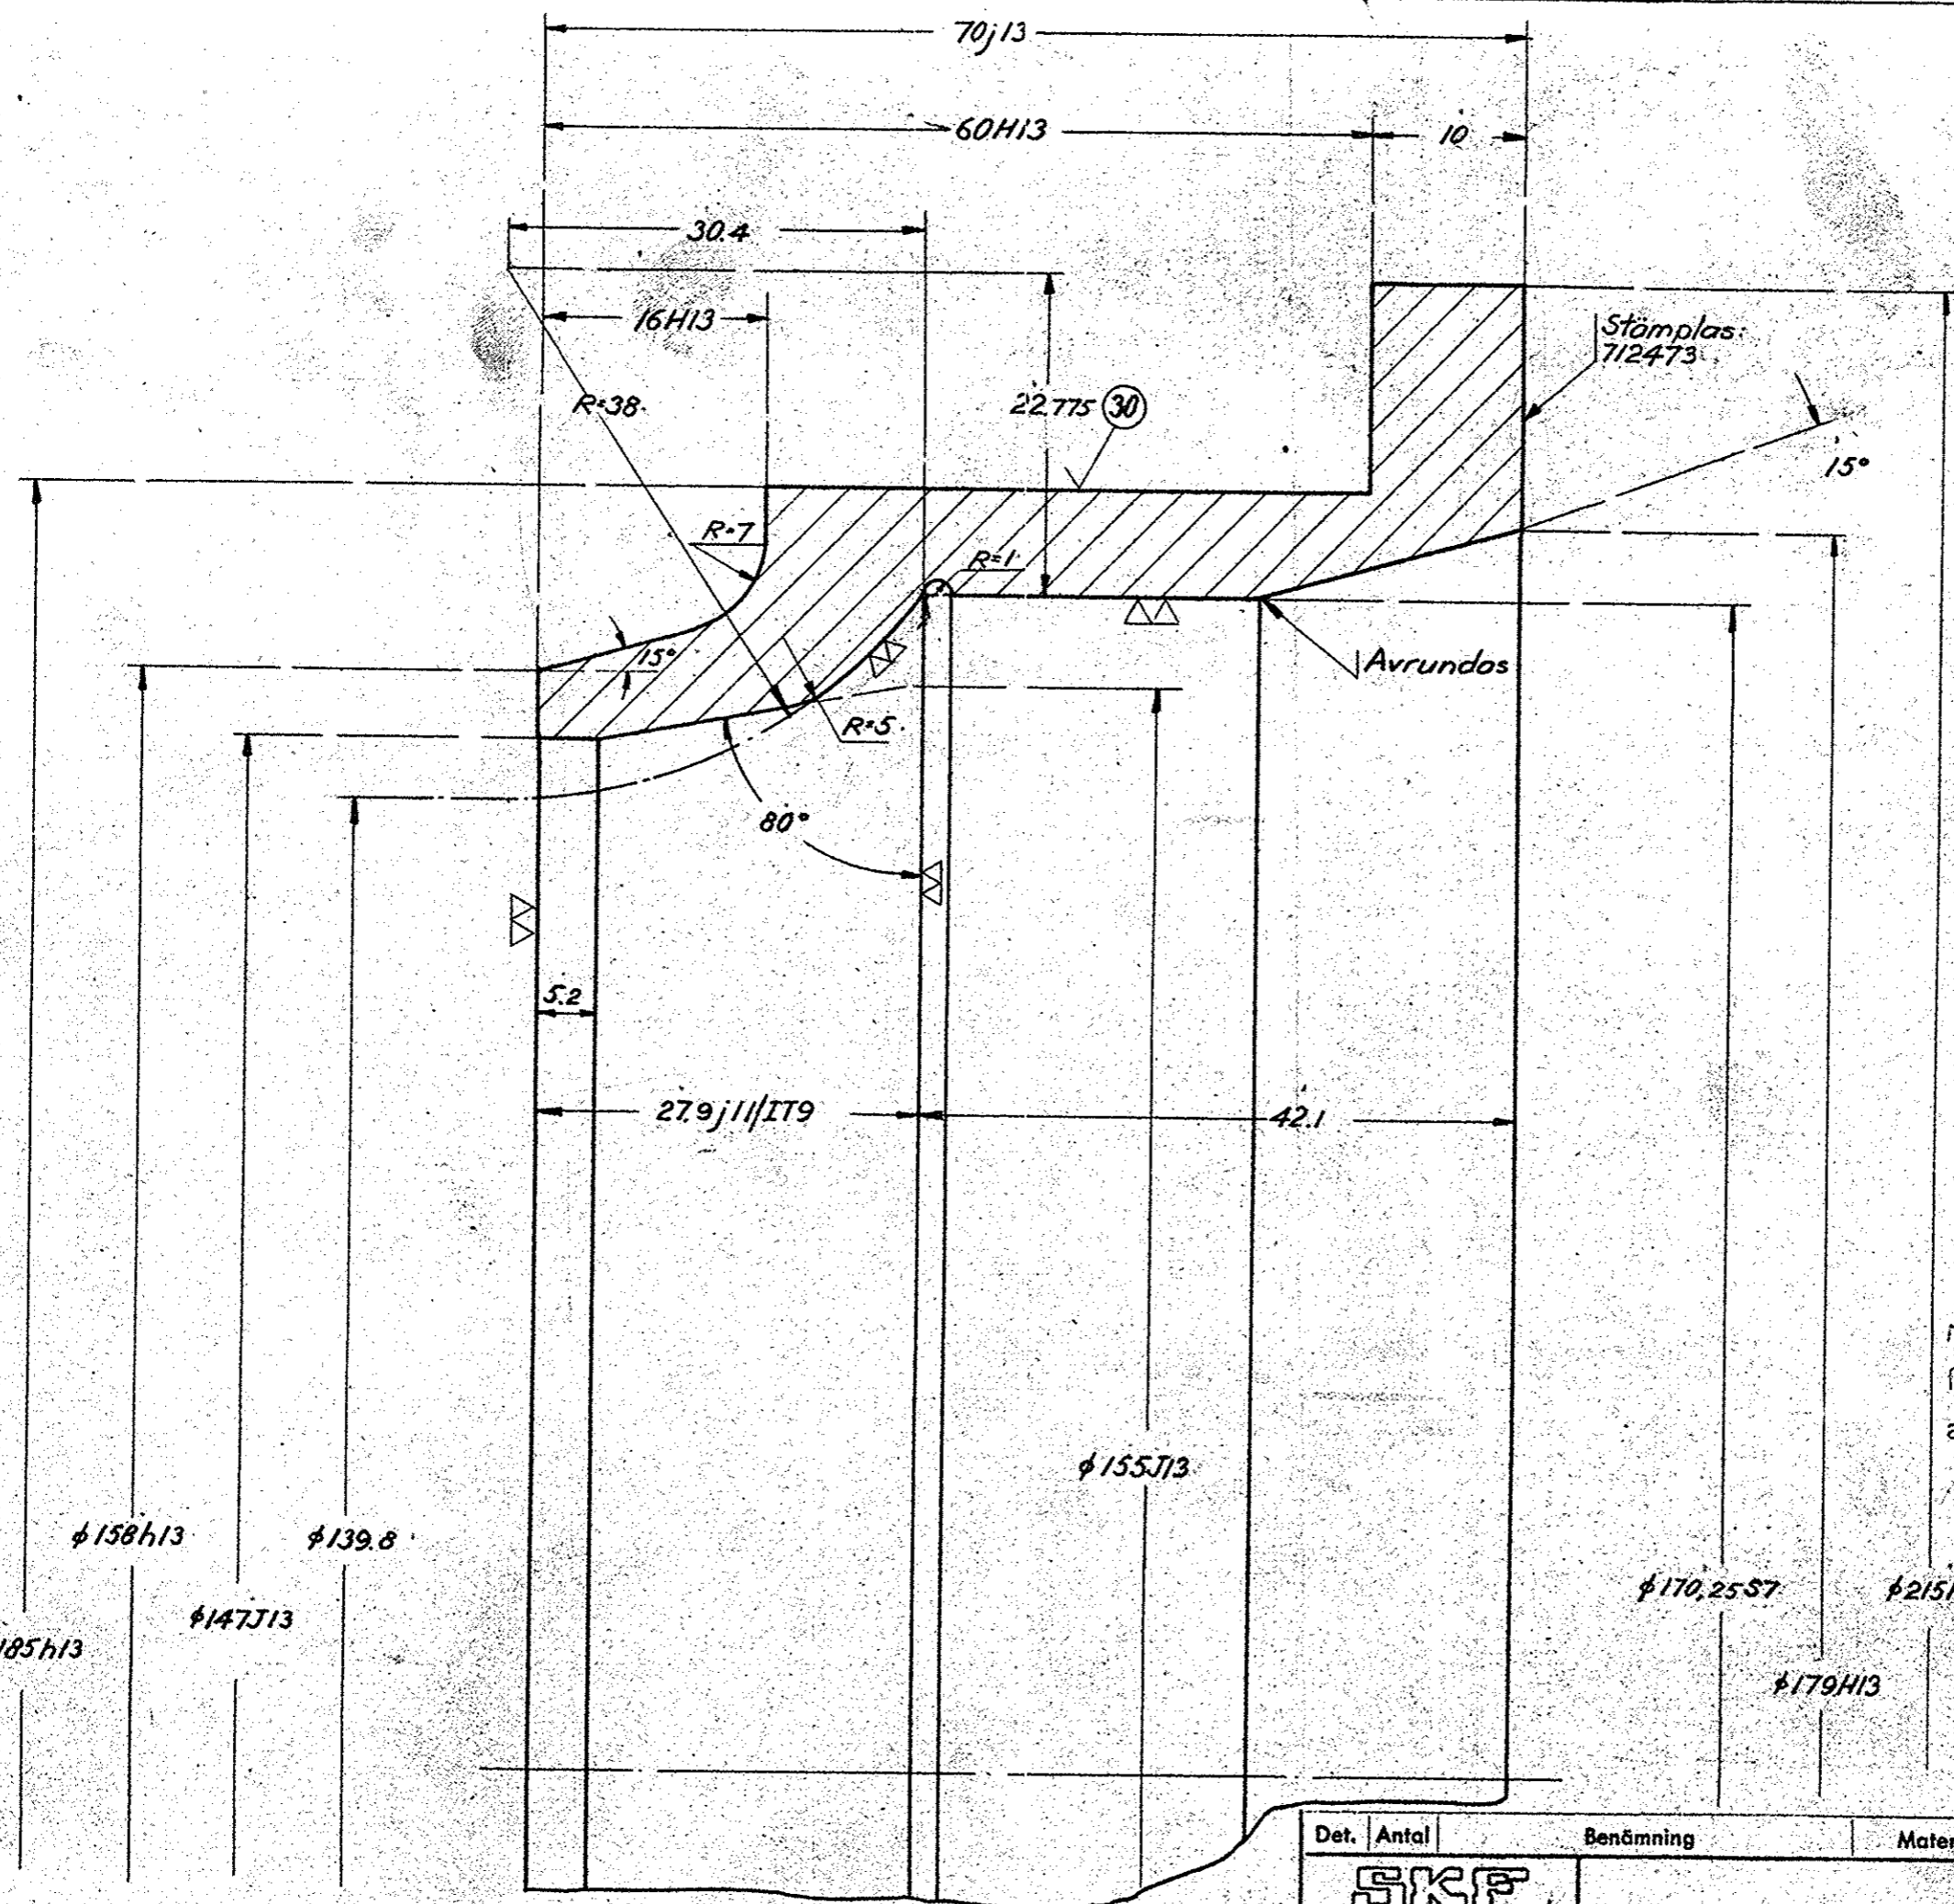 70j13
60H13
10
30.4
16H13
Stämplas:
712473
R=38
22.775 30
15°
R=7
R=1
15°
Avrundas
R=5
80°
5.2
27.9j11/IT9
42.1
ϕ155J13
ϕ158h13
ϕ139.8
ϕ170,25S7
ϕ215
ϕ147J13
185h13
ϕ179H13
Det. Antal Benämning Mater
SKF